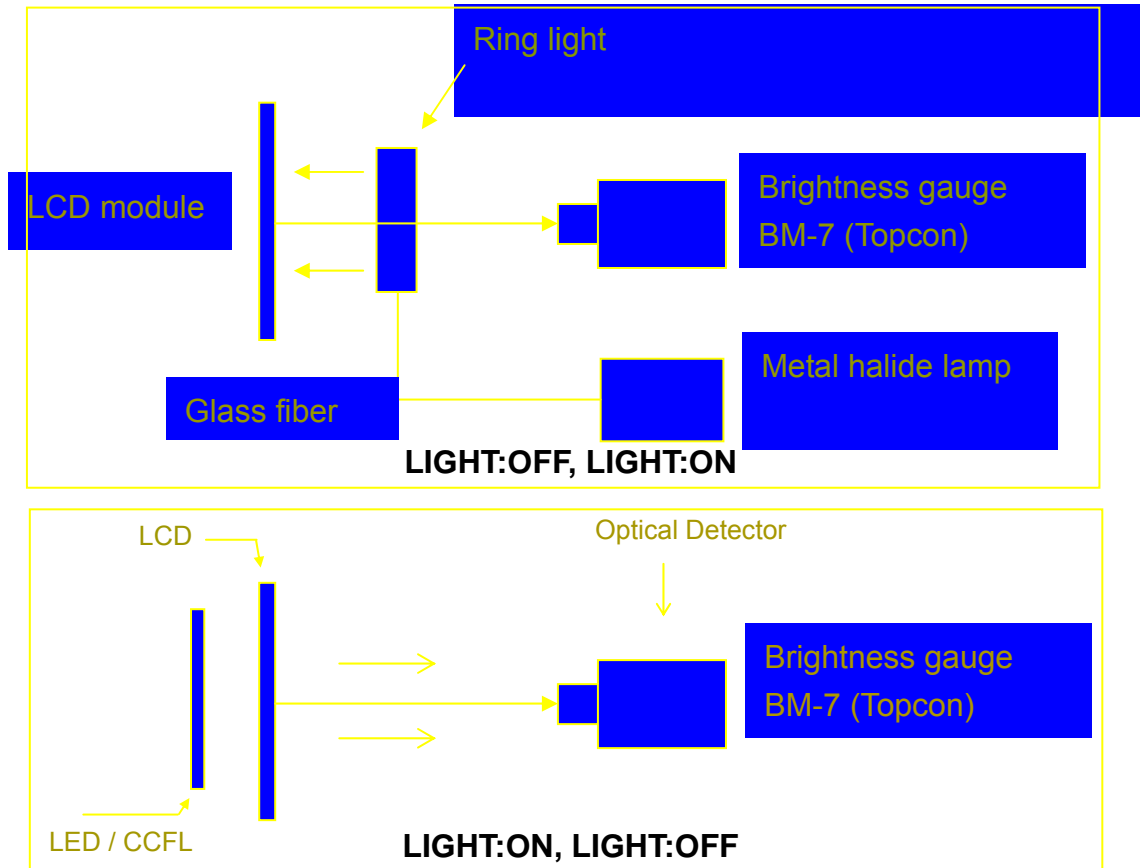 Ring light
LCD module
Brightness gauge
BM-7 (Topcon)
Glass fiber
Metal halide lamp
LIGHT:OFF, LIGHT:ON
LCD
Optical Detector
Brightness gauge
BM-7 (Topcon)
LED / CCFL
LIGHT:ON, LIGHT:OFF